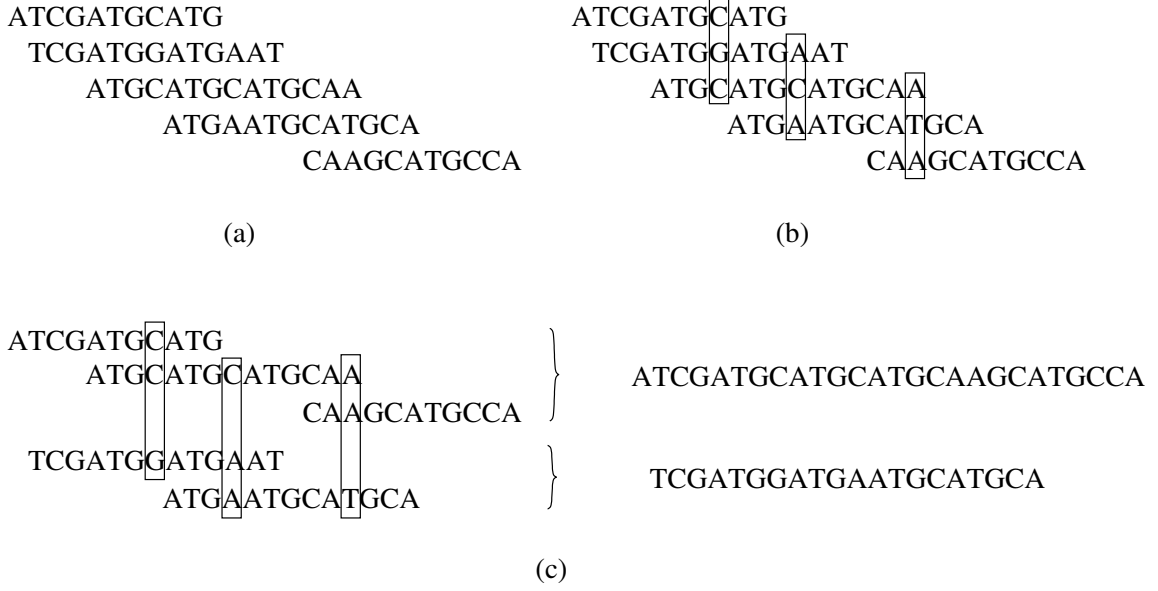 ATCGATGCATG
TCGATGGATGAAT
ATGCATGCATGCAA
ATGAATGCATGCA
CAAGCATGCCA
(a)
ATCGATGCATG
TCGATGGATGAAT
ATGCATGCATGCAA
ATGAATGCATGCA
CAAGCATGCCA
(b)
ATCGATGCATG
ATGCATGCATGCAA
CAAGCATGCCA
TCGATGGATGAAT
ATGAATGCATGCA
ATCGATGCATGCATGCAAGCATGCCA
TCGATGGATGAATGCATGCA
(c)